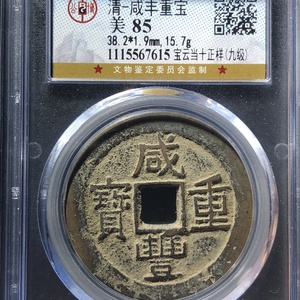 清-咸丰重宝
美 85
38.2*1.9mm,15.7g
1115567615 宝云当十正样(九级)
文物鉴定委员会监制
咸
寶 重
豐